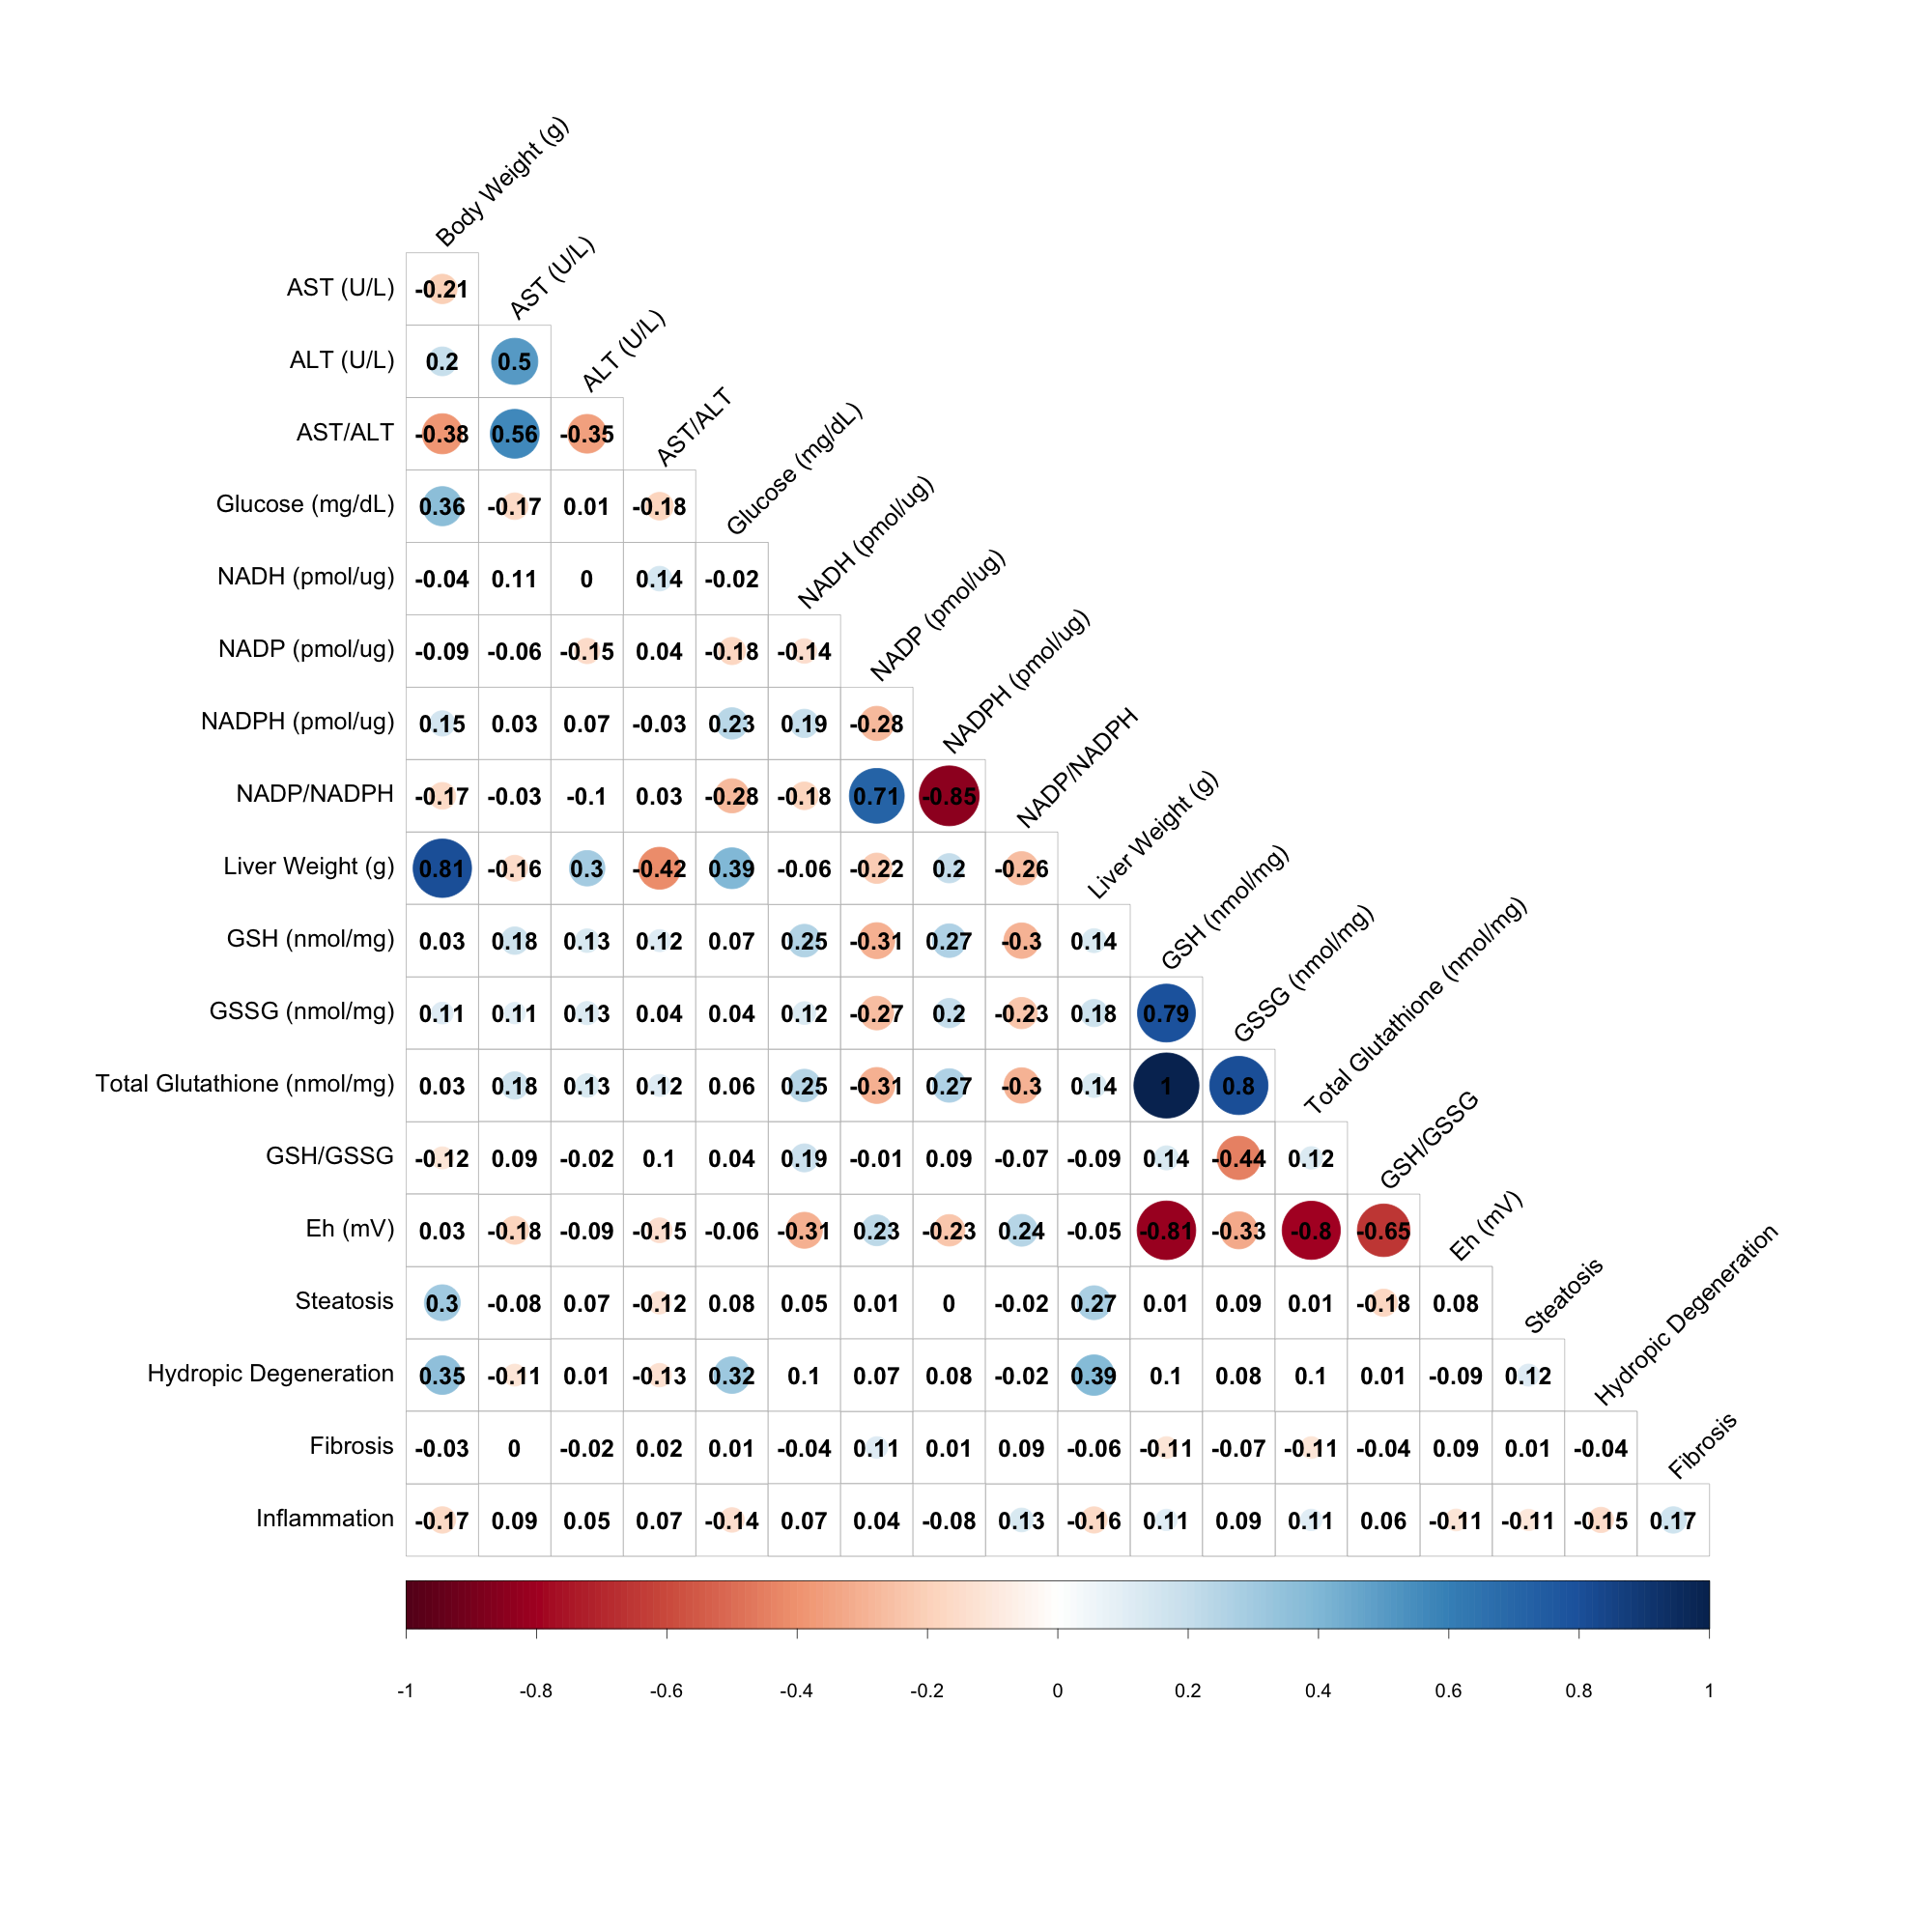 Body Weight (g)
AST (U/L)
ALT (U/L)
AST/ALT
Glucose (mg/dL)
NADH (pmol/ug)
NADP (pmol/ug)
NADPH (pmol/ug)
NADP/NADPH
Liver Weight (g)
GSH (nmol/mg)
GSSG (nmol/mg)
Total Glutathione (nmol/mg)
GSH/GSSG
Eh (mV)
Steatosis
Hydropic Degeneration
Fibrosis
AST (U/L) -0.21
ALT (U/L) 0.2 0.5
AST/ALT -0.38 0.56 -0.35
Glucose (mg/dL) 0.36 -0.17 0.01 -0.18
NADH (pmol/ug) -0.04 0.11 0 0.14 -0.02
NADP (pmol/ug) -0.09 -0.06 -0.15 0.04 -0.18 -0.14
NADPH (pmol/ug) 0.15 0.03 0.07 -0.03 0.23 0.19 -0.28
NADP/NADPH -0.17 -0.03 -0.1 0.03 -0.28 -0.18 0.71 -0.85
Liver Weight (g) 0.81 -0.16 0.3 -0.42 0.39 -0.06 -0.22 0.2 -0.26
GSH (nmol/mg) 0.03 0.18 0.13 0.12 0.07 0.25 -0.31 0.27 -0.3 0.14
GSSG (nmol/mg) 0.11 0.11 0.13 0.04 0.04 0.12 -0.27 0.2 -0.23 0.18 0.79
Total Glutathione (nmol/mg) 0.03 0.18 0.13 0.12 0.06 0.25 -0.31 0.27 -0.3 0.14 1 0.8
GSH/GSSG -0.12 0.09 -0.02 0.1 0.04 0.19 -0.01 0.09 -0.07 -0.09 0.14 -0.44 0.12
Eh (mV) 0.03 -0.18 -0.09 -0.15 -0.06 -0.31 0.23 -0.23 0.24 -0.05 -0.81 -0.33 -0.8 -0.65
Steatosis 0.3 -0.08 0.07 -0.12 0.08 0.05 0.01 0 -0.02 0.27 0.01 0.09 0.01 -0.18 0.08
Hydropic Degeneration 0.35 -0.11 0.01 -0.13 0.32 0.1 0.07 0.08 -0.02 0.39 0.1 0.08 0.1 0.01 -0.09 0.12
Fibrosis -0.03 0 -0.02 0.02 0.01 -0.04 0.11 0.01 0.09 -0.06 -0.11 -0.07 -0.11 -0.04 0.09 0.01 -0.04
Inflammation -0.17 0.09 0.05 0.07 -0.14 0.07 0.04 -0.08 0.13 -0.16 0.11 0.09 0.11 0.06 -0.11 -0.11 -0.15 0.17
-1 -0.8 -0.6 -0.4 -0.2 0 0.2 0.4 0.6 0.8 1